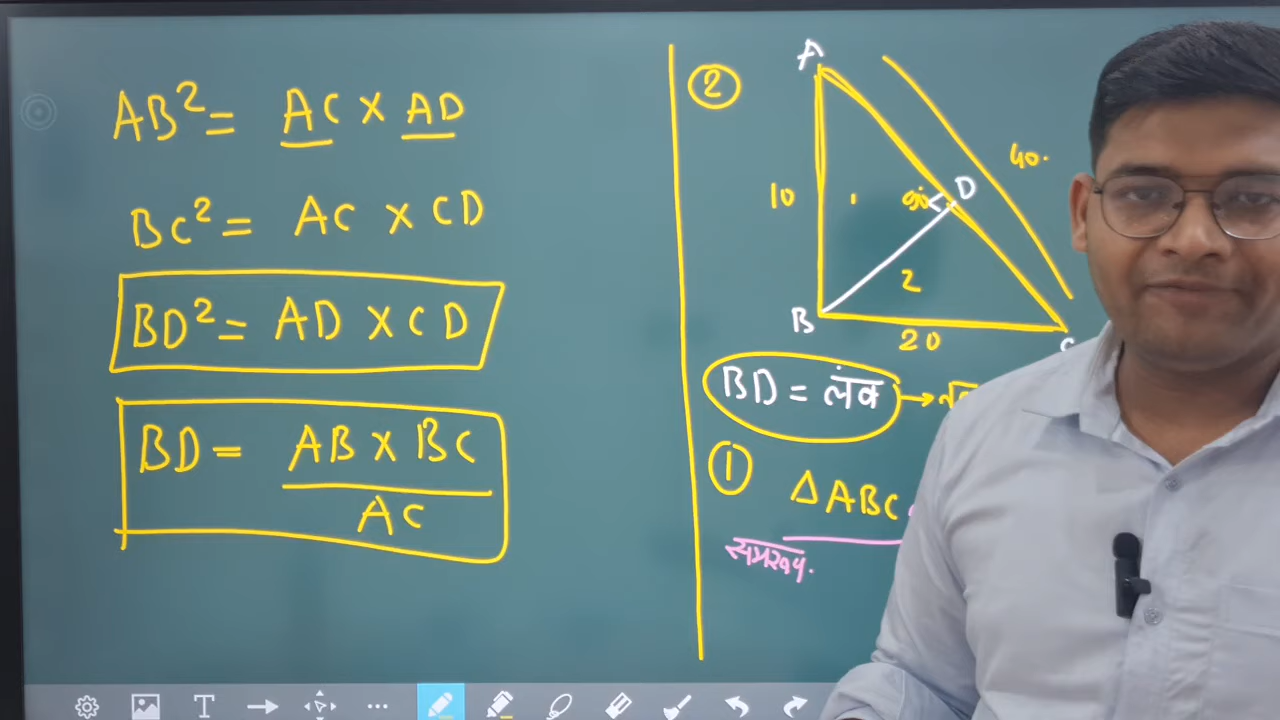 AB² = AC × AD
BC² = AC × CD
BD² = AD × CD
BD = AB × BC / AC
②
A
D
40.
10
90°
2
B
20
C
BD = लंब → √
① ΔABC
समरूप.
T